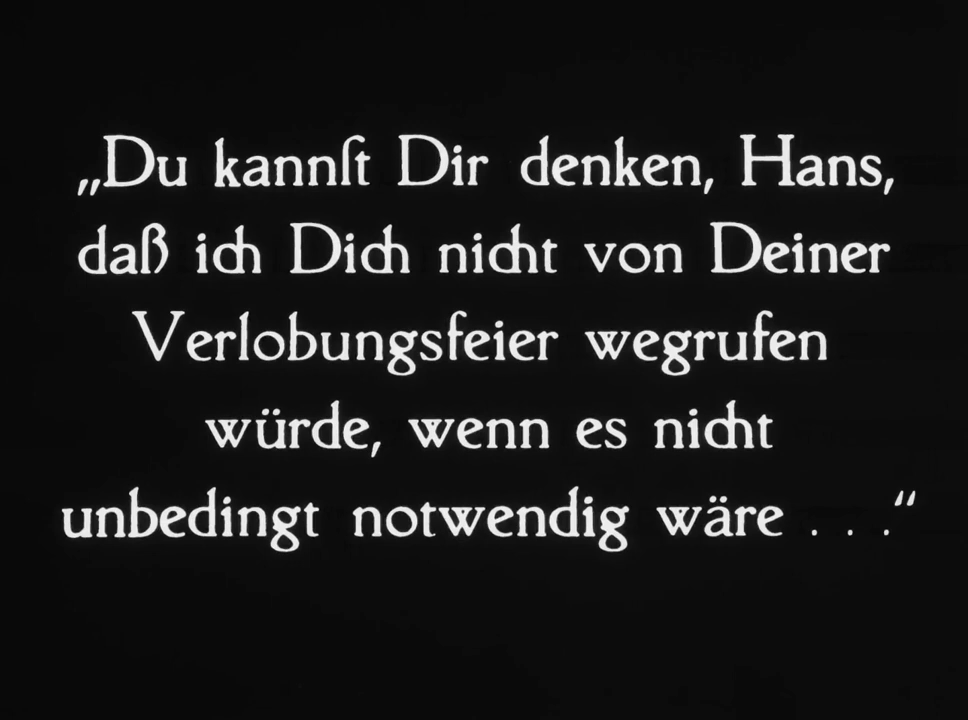 „Du kannſt Dir denken, Hans,
daß ich Dich nicht von Deiner
Verlobungsfeier wegrufen
würde, wenn es nicht
unbedingt notwendig wäre . . .“